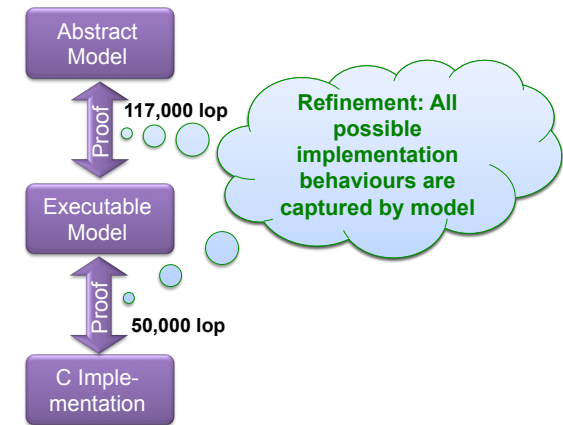 Abstract
Model
Proof
117,000 lop
Refinement: All
possible
implementation
behaviours are
captured by model
Executable
Model
Proof
50,000 lop
C Imple-
mentation